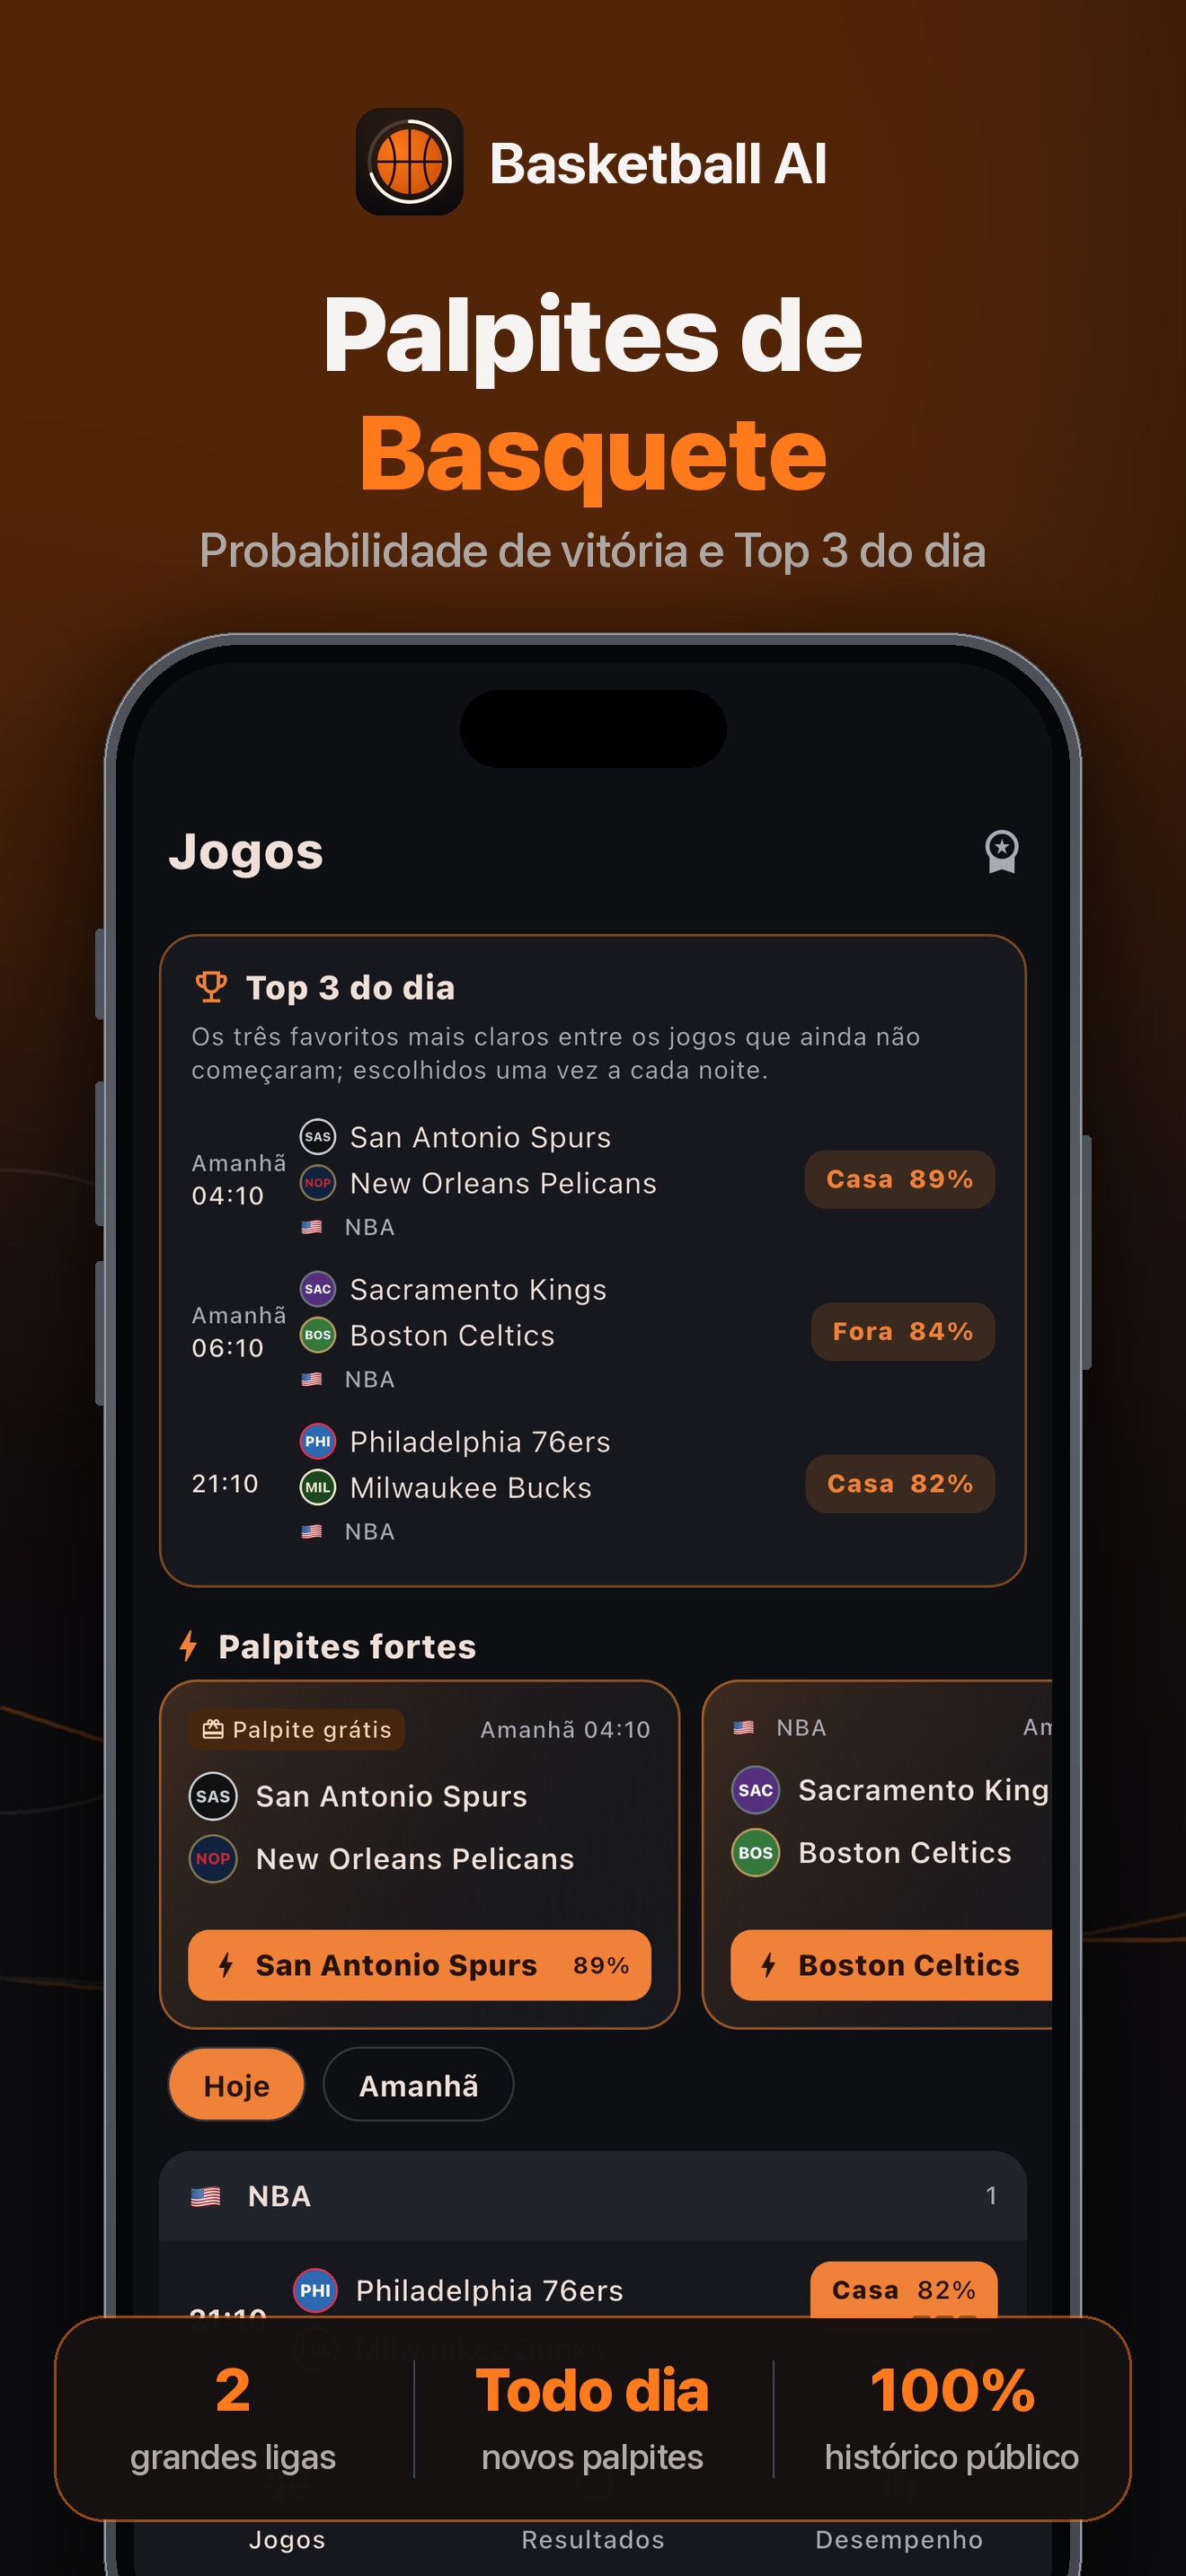 Basketball AI
Palpites de
Basquete
Probabilidade de vitória e Top 3 do dia
Jogos
Top 3 do dia
Os três favoritos mais claros entre os jogos que ainda não
começaram; escolhidos uma vez a cada noite.
Amanhã
04:10
SAS San Antonio Spurs
NOP New Orleans Pelicans
NBA
Casa 89%
Amanhã
06:10
SAC Sacramento Kings
BOS Boston Celtics
NBA
Fora 84%
21:10
PHI Philadelphia 76ers
MIL Milwaukee Bucks
NBA
Casa 82%
Palpites fortes
Palpite grátis Amanhã 04:10
SAS San Antonio Spurs
NOP New Orleans Pelicans
San Antonio Spurs 89%
NBA Am
SAC Sacramento King
BOS Boston Celtics
Boston Celtics
Hoje Amanhã
NBA 1
PHI Philadelphia 76ers
Casa 82%
21:10
MIL Milwaukee Bucks
2
grandes ligas
Todo dia
novos palpites
100%
histórico público
Jogos Resultados Desempenho